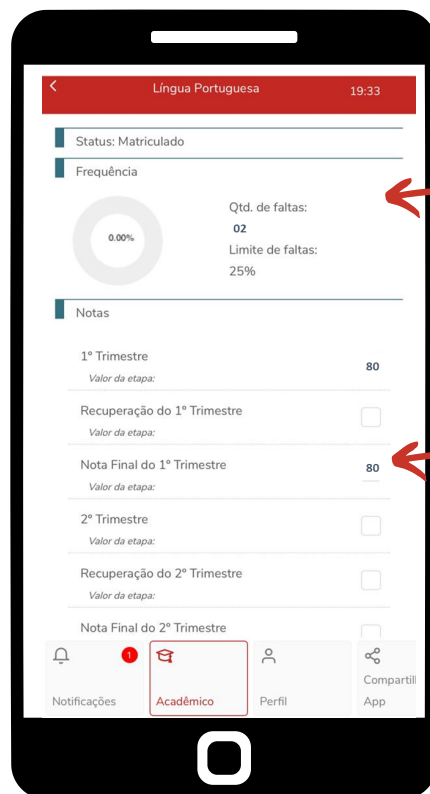 Língua Portuguesa 19:33
Status: Matriculado
Frequência
0.00%
Qtd. de faltas:
02
Limite de faltas:
25%
Notas
1º Trimestre
Valor da etapa:
80
Recuperação do 1º Trimestre
Valor da etapa:
Nota Final do 1º Trimestre
Valor da etapa:
80
2º Trimestre
Valor da etapa:
Recuperação do 2º Trimestre
Valor da etapa:
Nota Final do 2º Trimestre
1
Notificações
Acadêmico
Perfil
Compartil
App